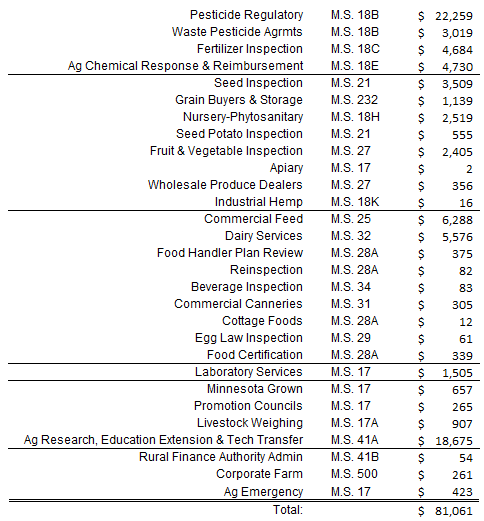 Pesticide Regulatory M.S. 18B $ 22,259
Waste Pesticide Agrmts M.S. 18B $ 3,019
Fertilizer Inspection M.S. 18C $ 4,684
Ag Chemical Response & Reimbursement M.S. 18E $ 4,730
Seed Inspection M.S. 21 $ 3,509
Grain Buyers & Storage M.S. 232 $ 1,139
Nursery-Phytosanitary M.S. 18H $ 2,519
Seed Potato Inspection M.S. 21 $ 555
Fruit & Vegetable Inspection M.S. 27 $ 2,405
Apiary M.S. 17 $ 2
Wholesale Produce Dealers M.S. 27 $ 356
Industrial Hemp M.S. 18K $ 16
Commercial Feed M.S. 25 $ 6,288
Dairy Services M.S. 32 $ 5,576
Food Handler Plan Review M.S. 28A $ 375
Reinspection M.S. 28A $ 82
Beverage Inspection M.S. 34 $ 83
Commercial Canneries M.S. 31 $ 305
Cottage Foods M.S. 28A $ 12
Egg Law Inspection M.S. 29 $ 61
Food Certification M.S. 28A $ 339
Laboratory Services M.S. 17 $ 1,505
Minnesota Grown M.S. 17 $ 657
Promotion Councils M.S. 17 $ 265
Livestock Weighing M.S. 17A $ 907
Ag Research, Education Extension & Tech Transfer M.S. 41A $ 18,675
Rural Finance Authority Admin M.S. 41B $ 54
Corporate Farm M.S. 500 $ 261
Ag Emergency M.S. 17 $ 423
Total: $ 81,061